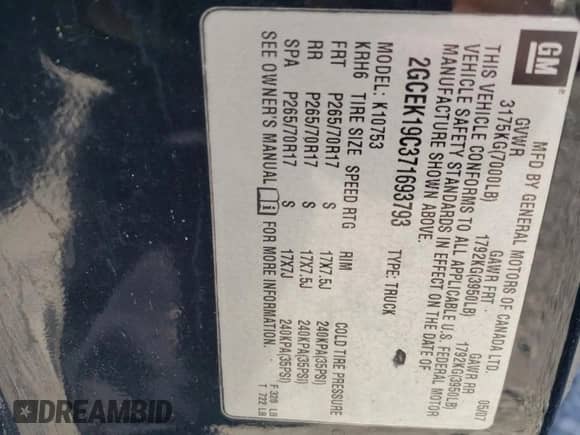 GM
MFD BY GENERAL MOTORS OF CANADA LTD. 05/07
GVWR GAWR FRT GAWR RR
3175KG(7000LB) 1792KG(3950LB) 1792KG(3950LB)
THIS VEHICLE CONFORMS TO ALL APPLICABLE U.S. FEDERAL MOTOR
VEHICLE SAFETY STANDARDS IN EFFECT ON THE DATE OF
MANUFACTURE SHOWN ABOVE.
2GCEK19C371693793 TYPE: TRUCK
MODEL: K10753
KRH6 TIRE SIZE SPEED RTG RIM COLD TIRE PRESSURE
FRT P265/70R17 S 17X7.5J 240KPA(35PSI)
RR P265/70R17 S 17X7.5J 240KPA(35PSI)
SPA P265/70R17 S 17X7J 240KPA(35PSI)
SEE OWNER'S MANUAL i FOR MORE INFORMATION. F 328 LB
T 722 LB
DREAMBID